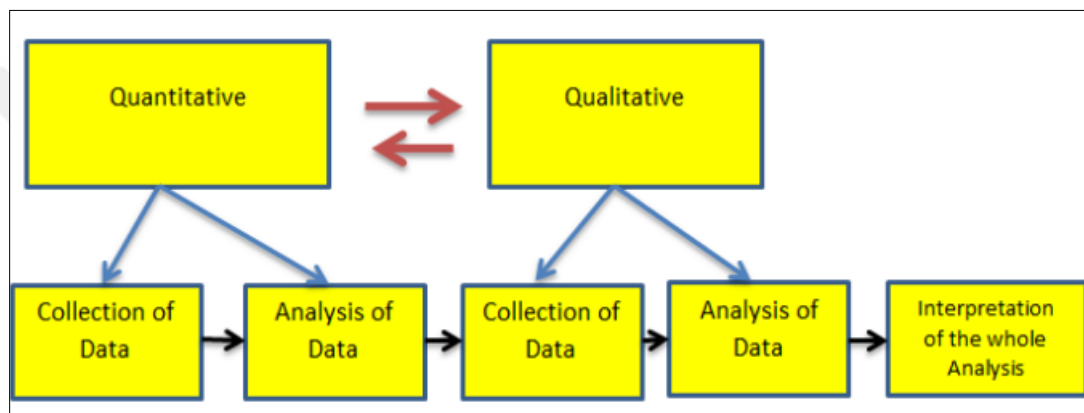 Quantitative
Qualitative
Collection of
Data
Analysis of
Data
Collection of
Data
Analysis of
Data
Interpretation
of the whole
Analysis